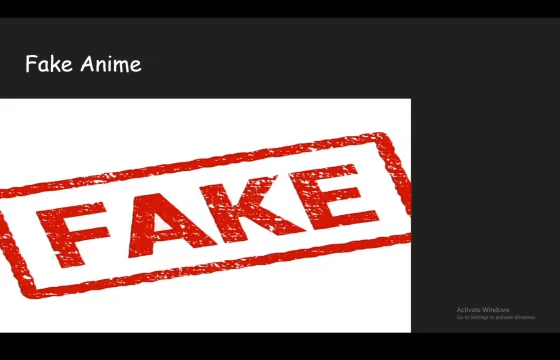 Fake Anime
FAKE
Activate Windows
Go to Settings to activate Windows.